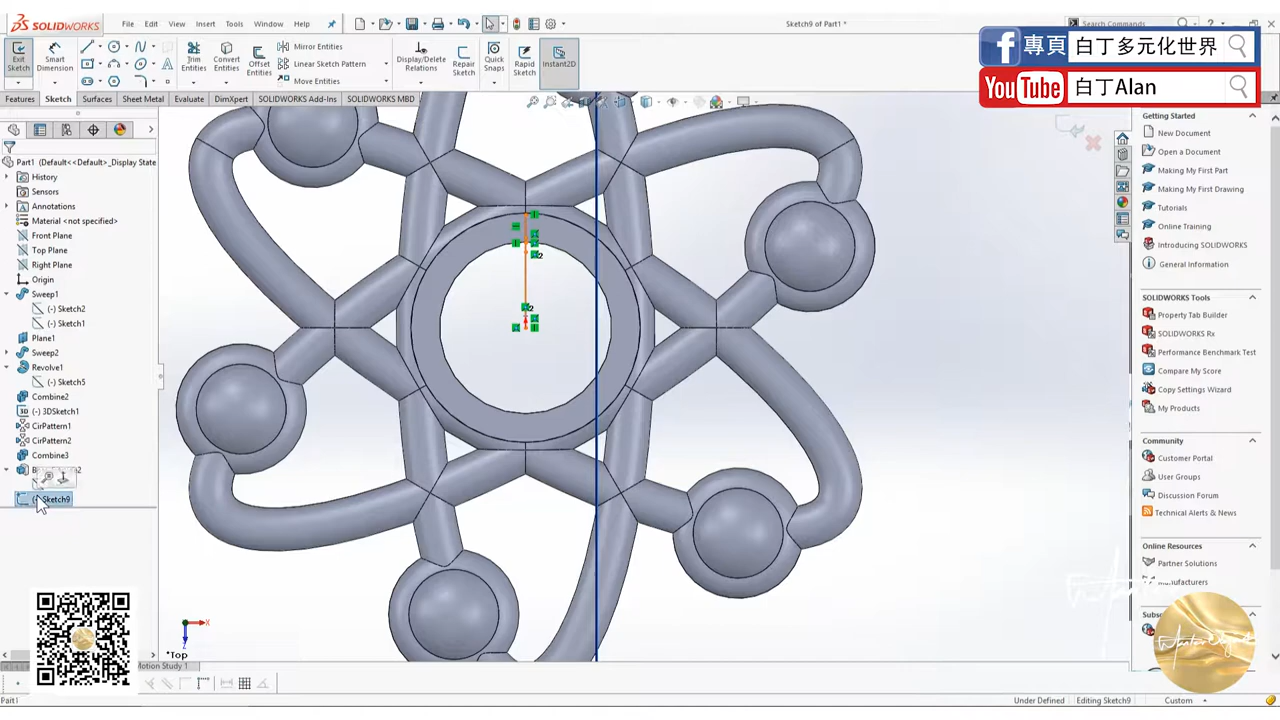 SOLIDWORKS
File
Edit
View
Insert
Tools
Window
Help
Sketch9 of Part1 *
Search Commands
專頁
白丁多元化世界
YouTube
白丁Alan
Exit Sketch
Smart Dimension
Trim Entities
Convert Entities
Offset Entities
Mirror Entities
Linear Sketch Pattern
Move Entities
Display/Delete Relations
Repair Sketch
Quick Snaps
Rapid Sketch
Instant2D
Features
Sketch
Surfaces
Sheet Metal
Evaluate
DimXpert
SOLIDWORKS Add-Ins
SOLIDWORKS MBD
Part1 (Default<<Default>_Display State
History
Sensors
Annotations
Material <not specified>
Front Plane
Top Plane
Right Plane
Origin
Sweep1
(-) Sketch2
(-) Sketch1
Plane1
Sweep2
Revolve1
(-) Sketch5
Combine2
(-) 3DSketch1
CirPattern1
CirPattern2
Combine3
Sketch9
2
2
X
Z
*Top
Motion Study 1
Part1
Under Defined
Editing Sketch9
Custom
Getting Started
New Document
Open a Document
Making My First Part
Making My First Drawing
Tutorials
Online Training
Introducing SOLIDWORKS
General Information
SOLIDWORKS Tools
Property Tab Builder
SOLIDWORKS Rx
Performance Benchmark Test
Compare My Score
Copy Settings Wizard
My Products
Community
Customer Portal
User Groups
Discussion Forum
Technical Alerts & News
Online Resources
Partner Solutions
Manufacturers